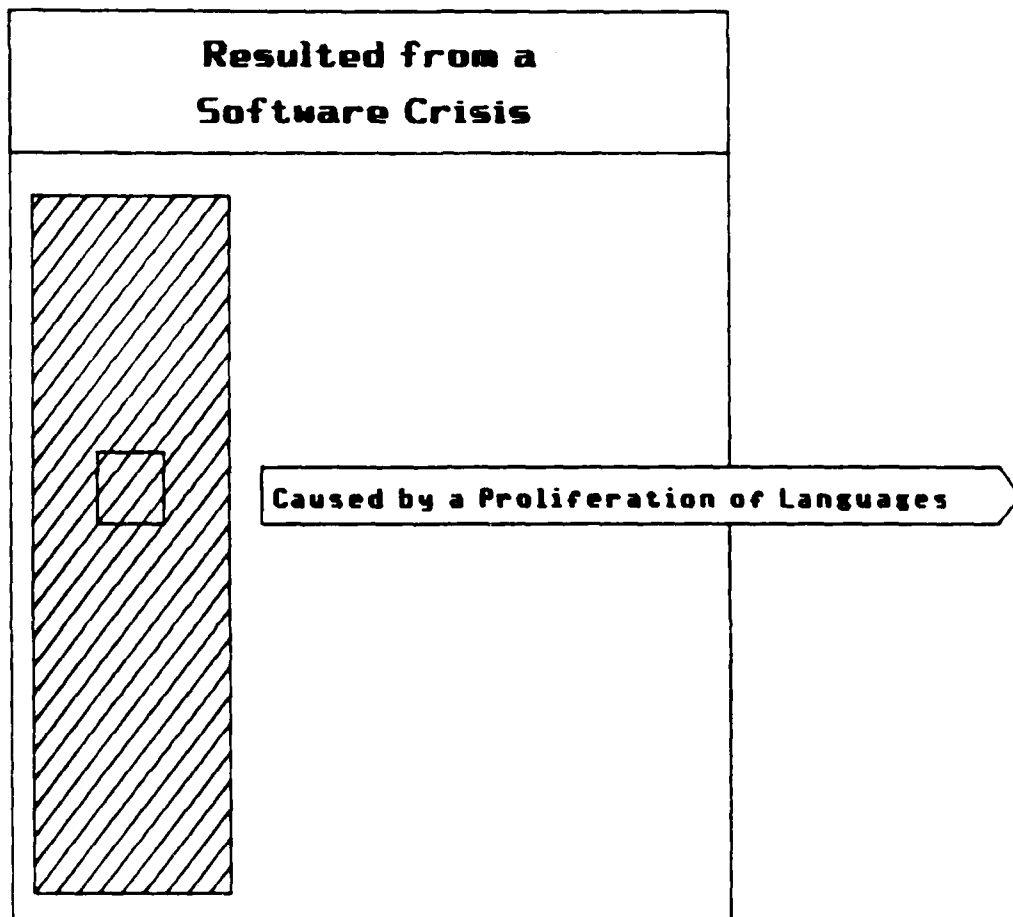 Resulted from a
Software Crisis
Caused by a Proliferation of Languages